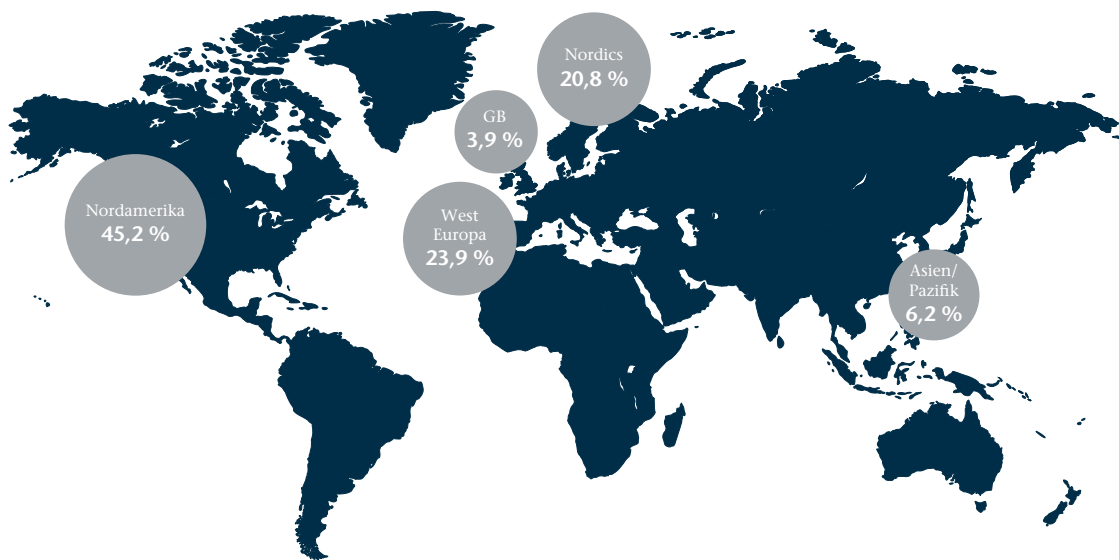 Nordics
20,8 %
GB
3,9 %
Nordamerika
45,2 %
West
Europa
23,9 %
Asien/
Pazifik
6,2 %